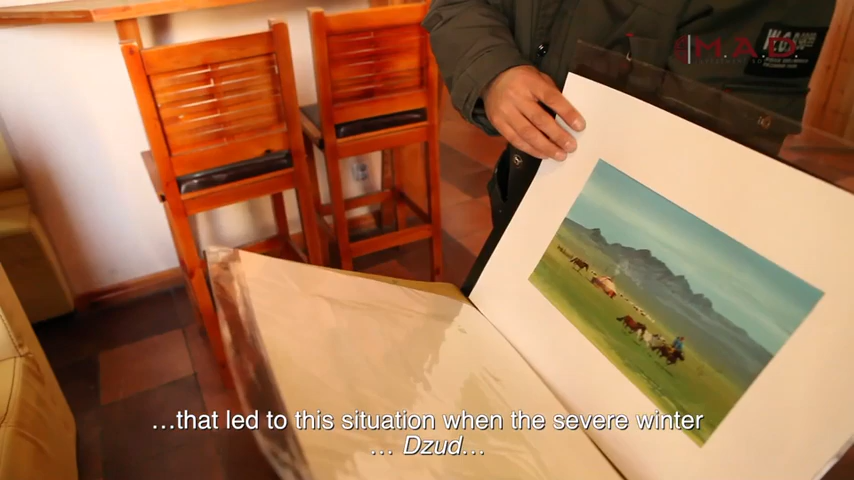 M.A.D
…that led to this situation when the severe winter
… Dzud…